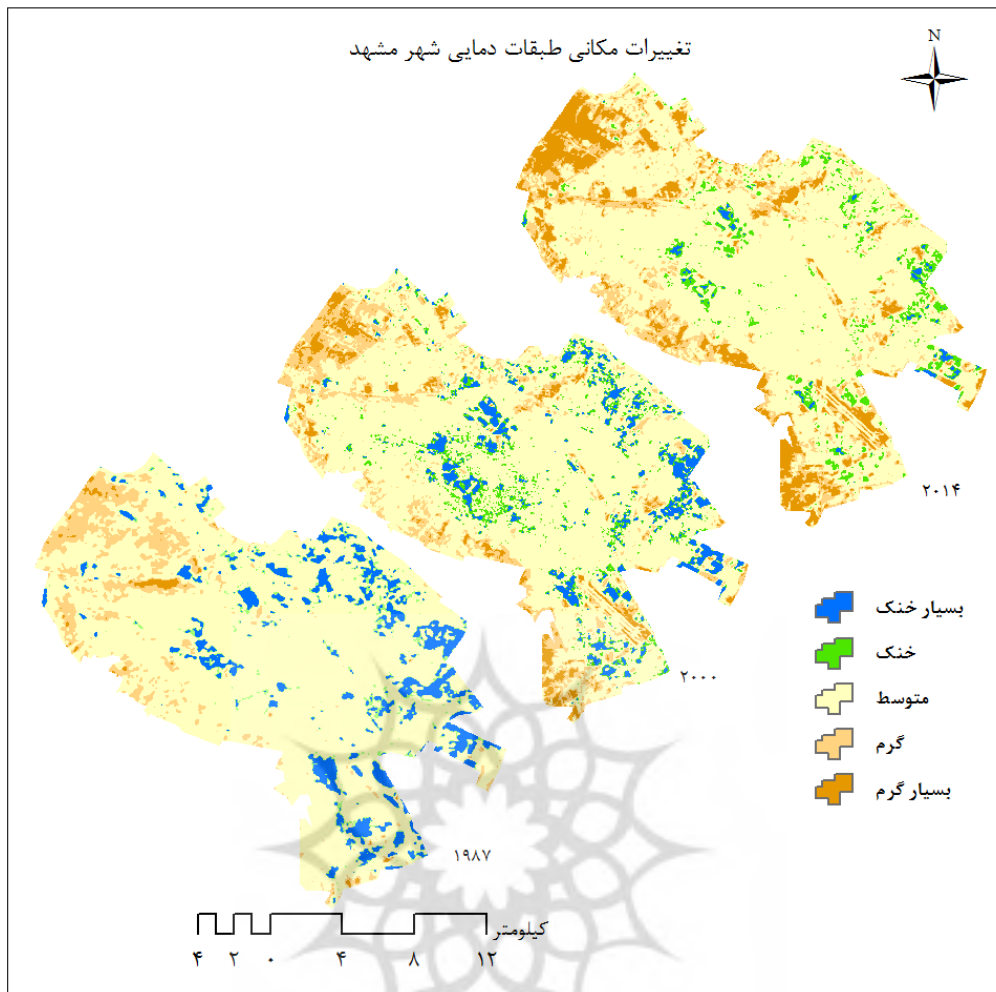 تغییرات مکانی طبقات دمایی شهر مشهد
N
۲۰۱۴
بسیار خنک
خنک
۲۰۰۰
متوسط
گرم
بسیار گرم
۱۹۸۷
کیلومتر
۴ ۲ ۰ ۴ ۸ ۱۲